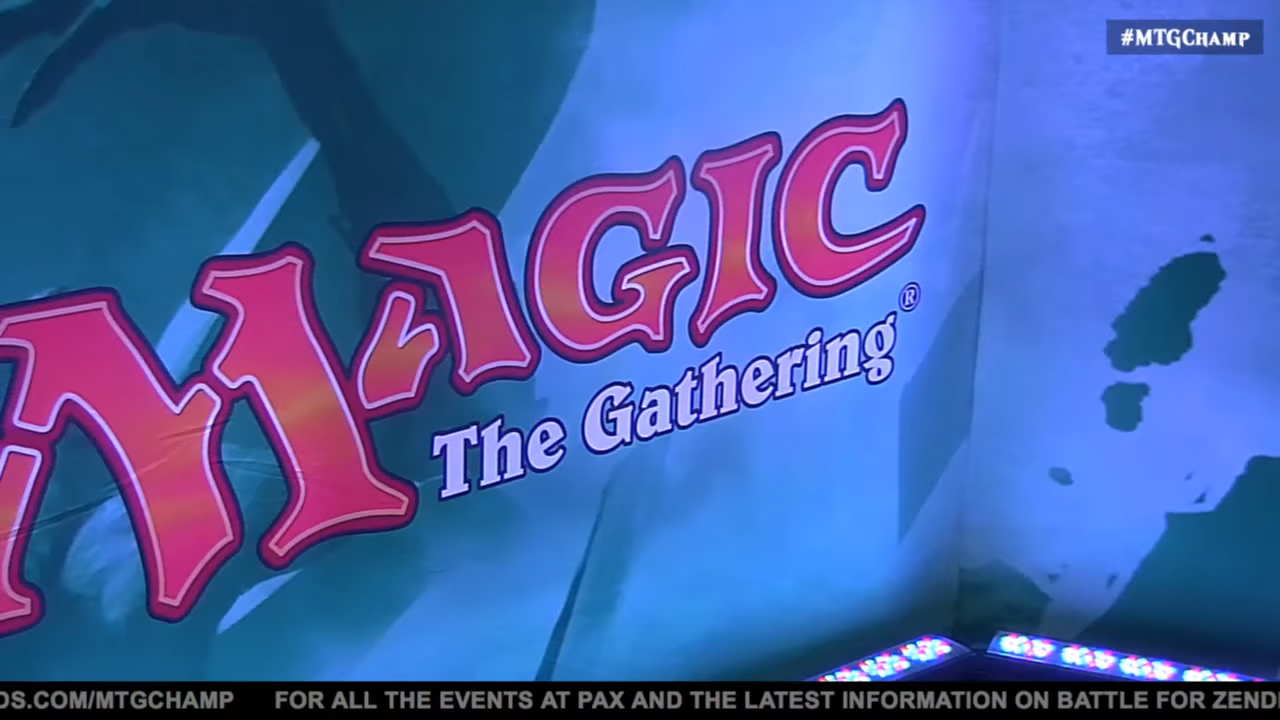 #MTGCHAMP
MAGIC
The Gathering®
DS.COM/MTGCHAMP FOR ALL THE EVENTS AT PAX AND THE LATEST INFORMATION ON BATTLE FOR ZEND